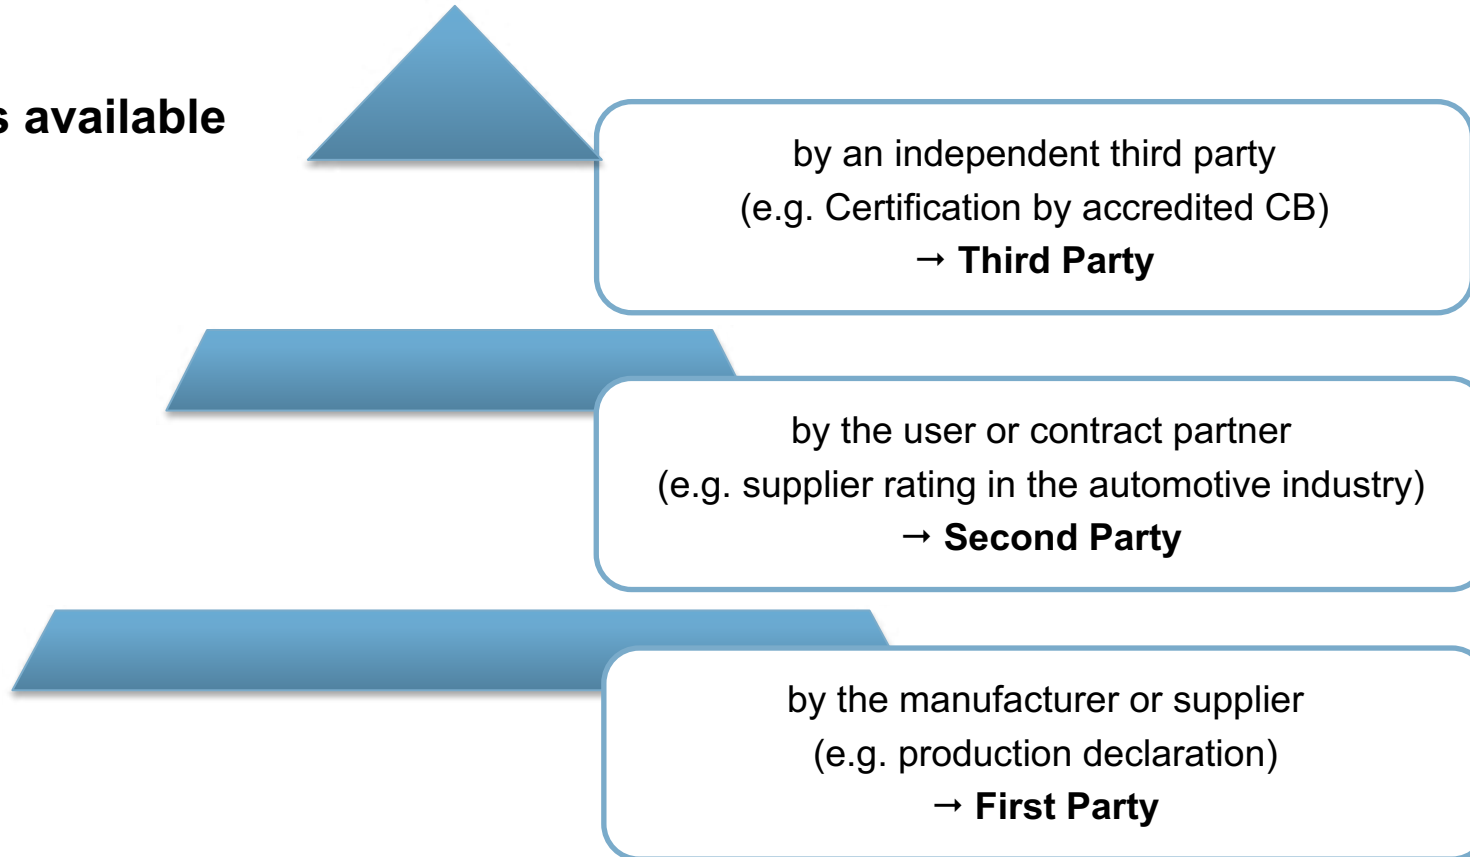 s available
by an independent third party
(e.g. Certification by accredited CB)
→ Third Party
by the user or contract partner
(e.g. supplier rating in the automotive industry)
→ Second Party
by the manufacturer or supplier
(e.g. production declaration)
→ First Party